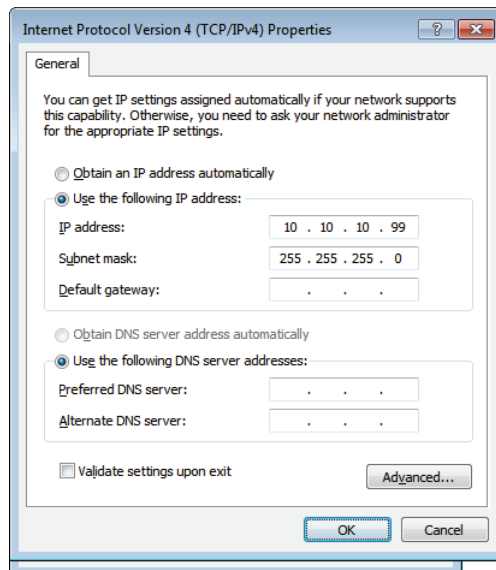 Internet Protocol Version 4 (TCP/IPv4) Properties
General
You can get IP settings assigned automatically if your network supports
this capability. Otherwise, you need to ask your network administrator
for the appropriate IP settings.
Obtain an IP address automatically
Use the following IP address:
IP address: 10 . 10 . 10 . 99
Subnet mask: 255 . 255 . 255 . 0
Default gateway: . . .
Obtain DNS server address automatically
Use the following DNS server addresses:
Preferred DNS server: . . .
Alternate DNS server: . . .
Validate settings upon exit
Advanced...
OK Cancel